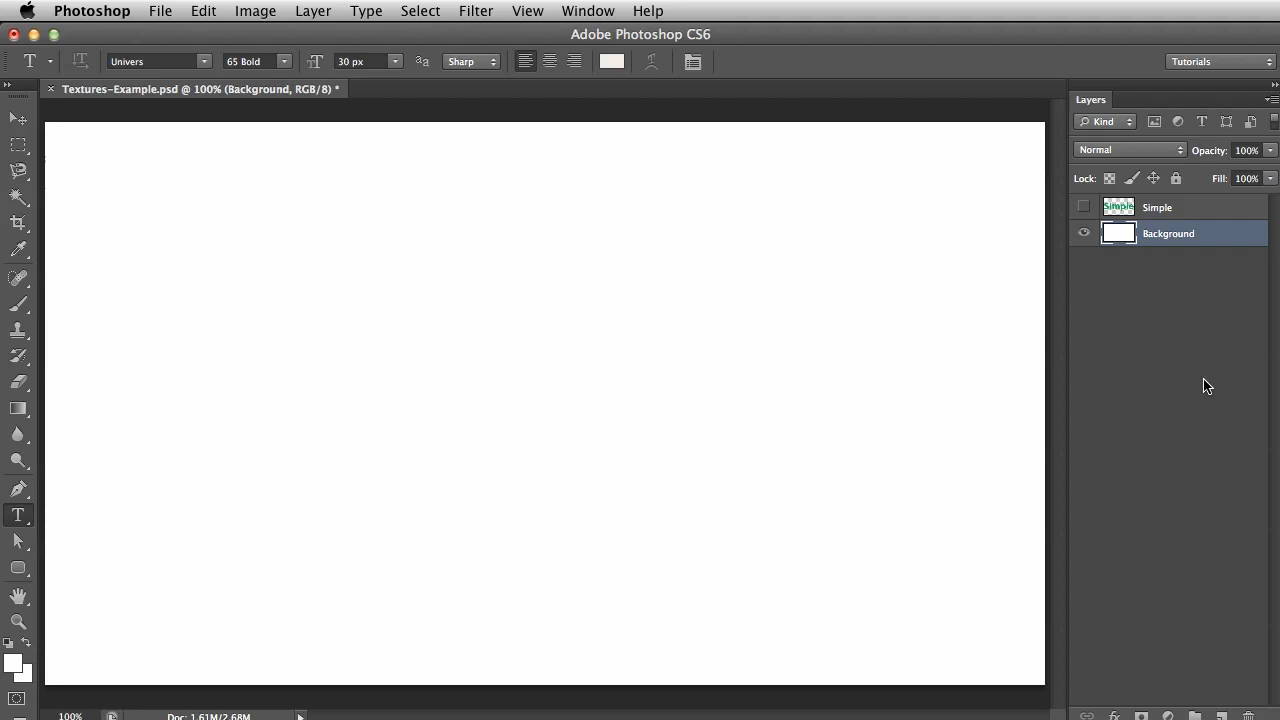 Photoshop File Edit Image Layer Type Select Filter View Window Help
Adobe Photoshop CS6
T T Univers 65 Bold T 30 px aa Sharp Tutorials
× Textures-Example.psd @ 100% (Background, RGB/8) *
Layers
Kind T
Normal Opacity: 100%
Lock: Fill: 100%
Simple Simple
Background
T
100% Doc: 1.61M/2.68M fx